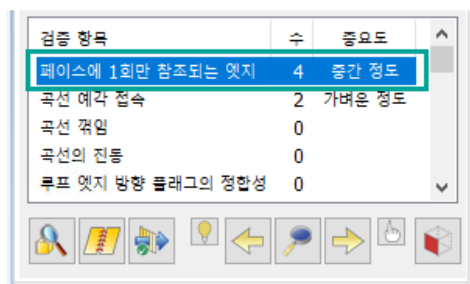 검증 항목 수 중요도
페이스에 1회만 참조되는 엣지 4 중간 정도
곡선 예각 접속 2 가벼운 정도
곡선 꺾임 0
곡선의 진동 0
루프 엣지 방향 플래그의 정합성 0